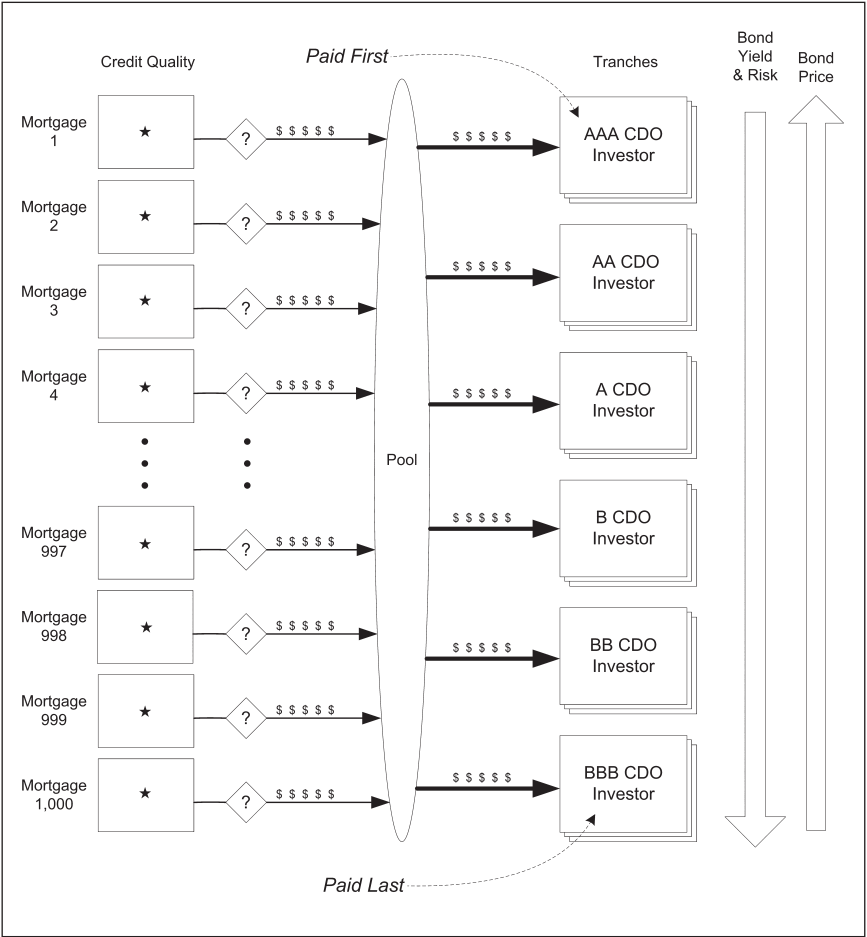 Bond
Yield
& Risk
Bond
Price
Paid First
Credit Quality
Tranches
Mortgage
1
?
$ $ $ $ $
$ $ $ $ $
AAA CDO
Investor
Mortgage
2
?
$ $ $ $ $
$ $ $ $ $
AA CDO
Investor
Mortgage
3
?
$ $ $ $ $
Mortgage
4
?
$ $ $ $ $
$ $ $ $ $
A CDO
Investor
Pool
Mortgage
997
?
$ $ $ $ $
$ $ $ $ $
B CDO
Investor
Mortgage
998
?
$ $ $ $ $
$ $ $ $ $
BB CDO
Investor
Mortgage
999
?
$ $ $ $ $
Mortgage
1,000
?
$ $ $ $ $
$ $ $ $ $
BBB CDO
Investor
Paid Last